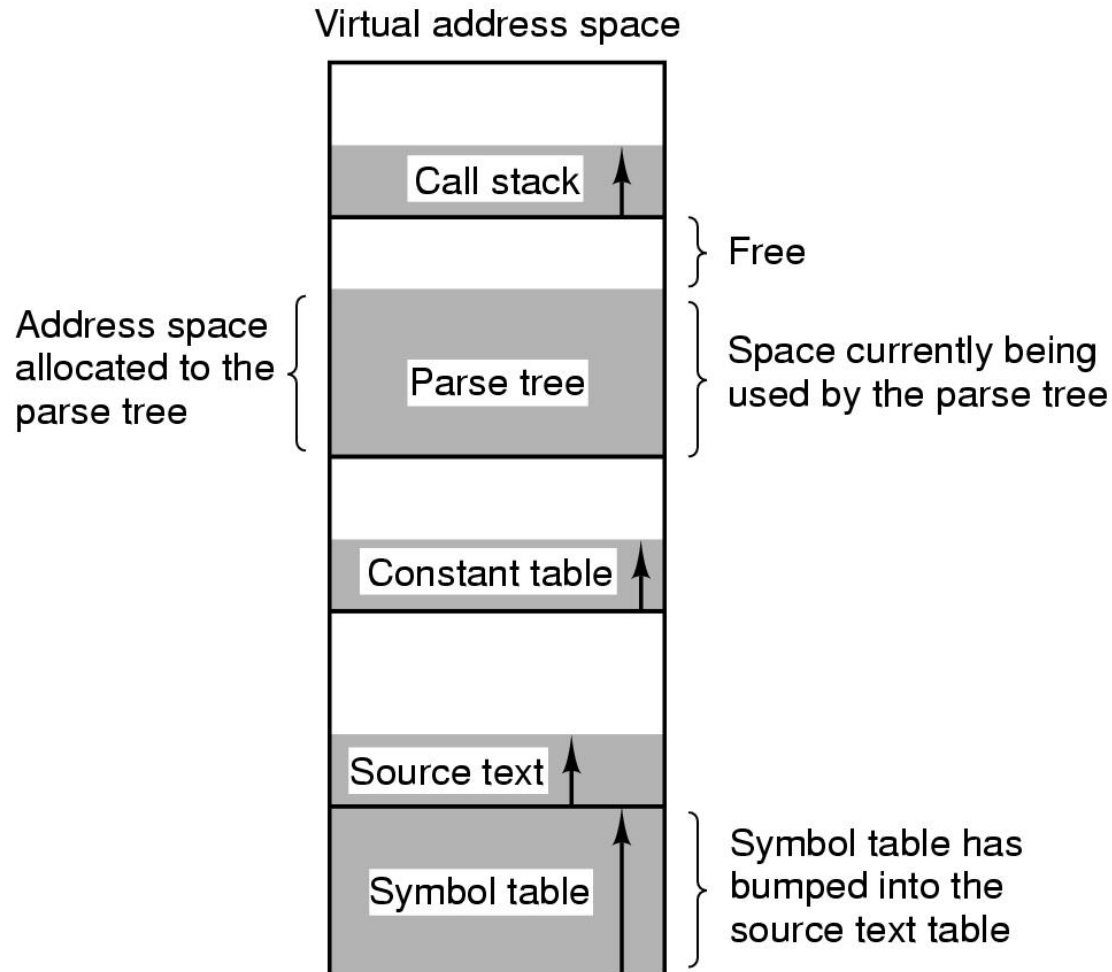 Virtual address space
Call stack
Free
Address space
allocated to the
parse tree
Parse tree
Space currently being
used by the parse tree
Constant table
Source text
Symbol table
Symbol table has
bumped into the
source text table